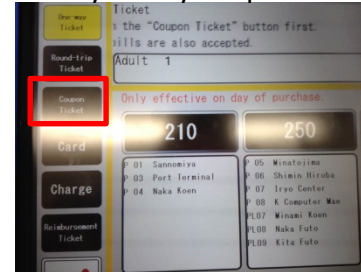 One-way
Ticket
Ticket
the "Coupon Ticket" button first.
bills are also accepted.
Round-trip
Ticket
Adult 1
Coupon
Ticket
Only effective on day of purchase.
210
250
Card
P 01 Sannomiya
P 03 Port Terminal
P 04 Naka Koen
P 05 Minatojima
P 06 Shimin Hiroba
P 07 Iryo Center
P 08 K Computer Mae
PL07 Minami Koen
PL08 Naka Futo
PL09 Kita Futo
Charge
Reimbursement
Ticket